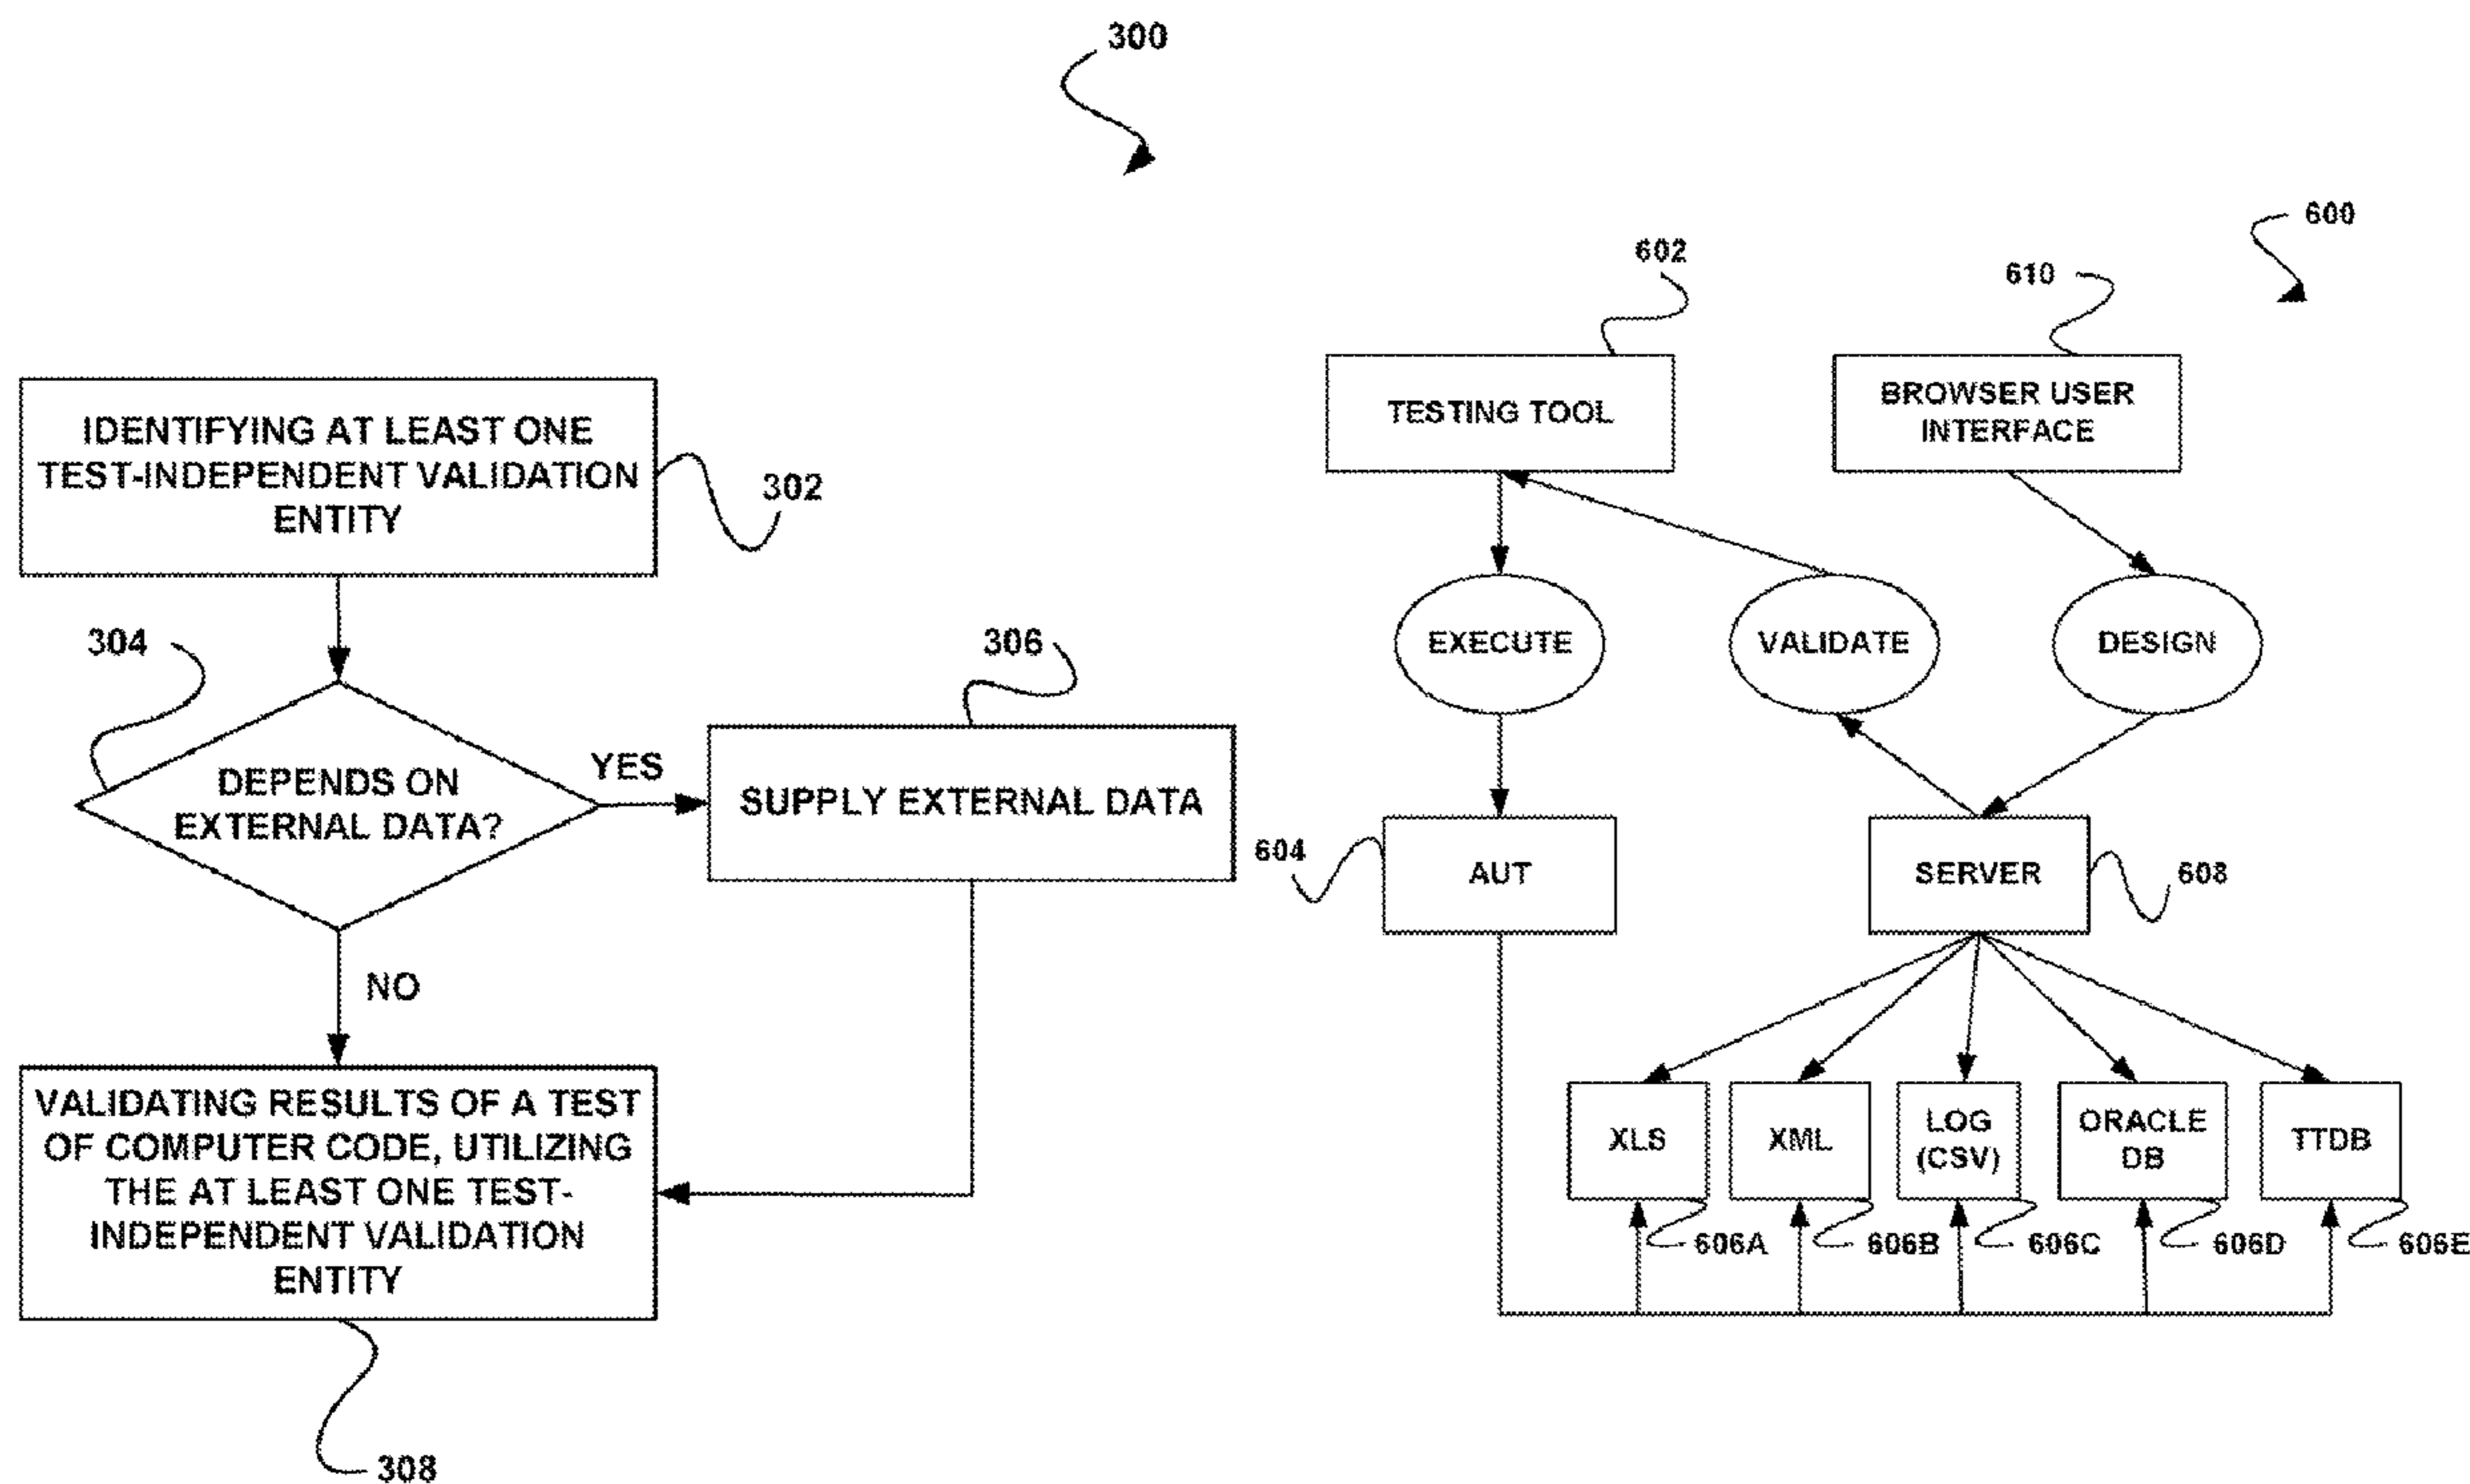 300
IDENTIFYING AT LEAST ONE
TEST-INDEPENDENT VALIDATION
ENTITY
302
304
DEPENDS ON
EXTERNAL DATA?
YES
306
SUPPLY EXTERNAL DATA
NO
VALIDATING RESULTS OF A TEST
OF COMPUTER CODE, UTILIZING
THE AT LEAST ONE TEST-
INDEPENDENT VALIDATION
ENTITY
308
600
602
610
TESTING TOOL
BROWSER USER
INTERFACE
EXECUTE
VALIDATE
DESIGN
604
AUT
SERVER
608
XLS
XML
LOG
(CSV)
ORACLE
DB
TTDB
606A
606B
606C
606D
606E